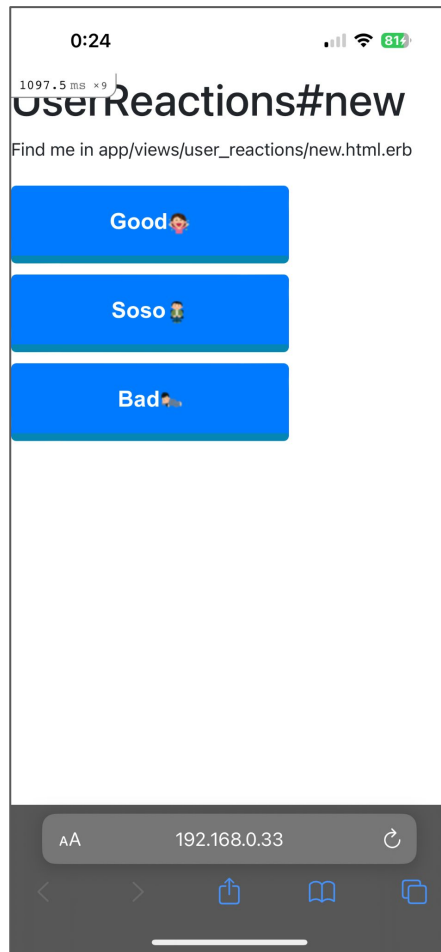 0:24
81
1097.5 ms ×9
UserReactions#new
Find me in app/views/user_reactions/new.html.erb
Good🙆
Soso🧍
Bad🧎
AA
192.168.0.33